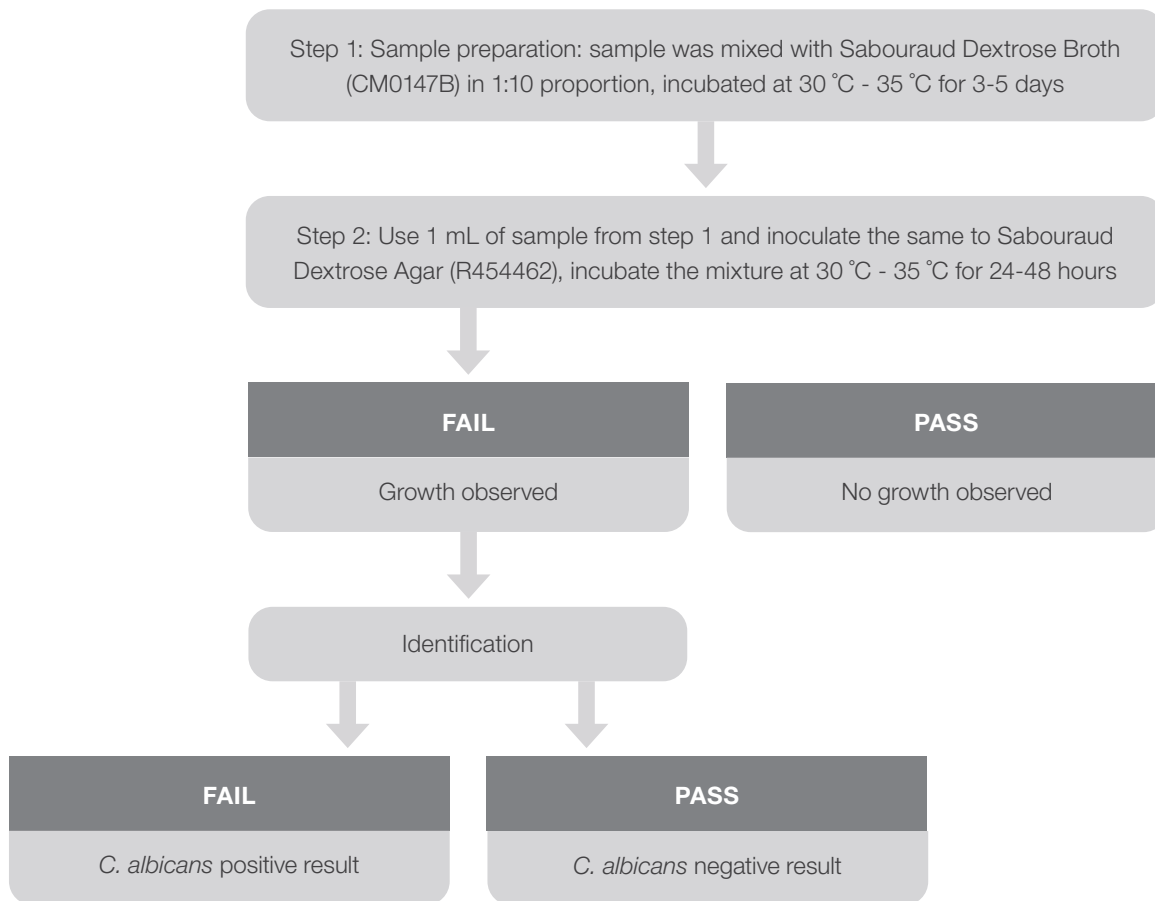 Step 1: Sample preparation: sample was mixed with Sabouraud Dextrose Broth
(CM0147B) in 1:10 proportion, incubated at 30 ˚C - 35 ˚C for 3-5 days
Step 2: Use 1 mL of sample from step 1 and inoculate the same to Sabouraud
Dextrose Agar (R454462), incubate the mixture at 30 ˚C - 35 ˚C for 24-48 hours
FAIL
Growth observed
PASS
No growth observed
Identification
FAIL
C. albicans positive result
PASS
C. albicans negative result